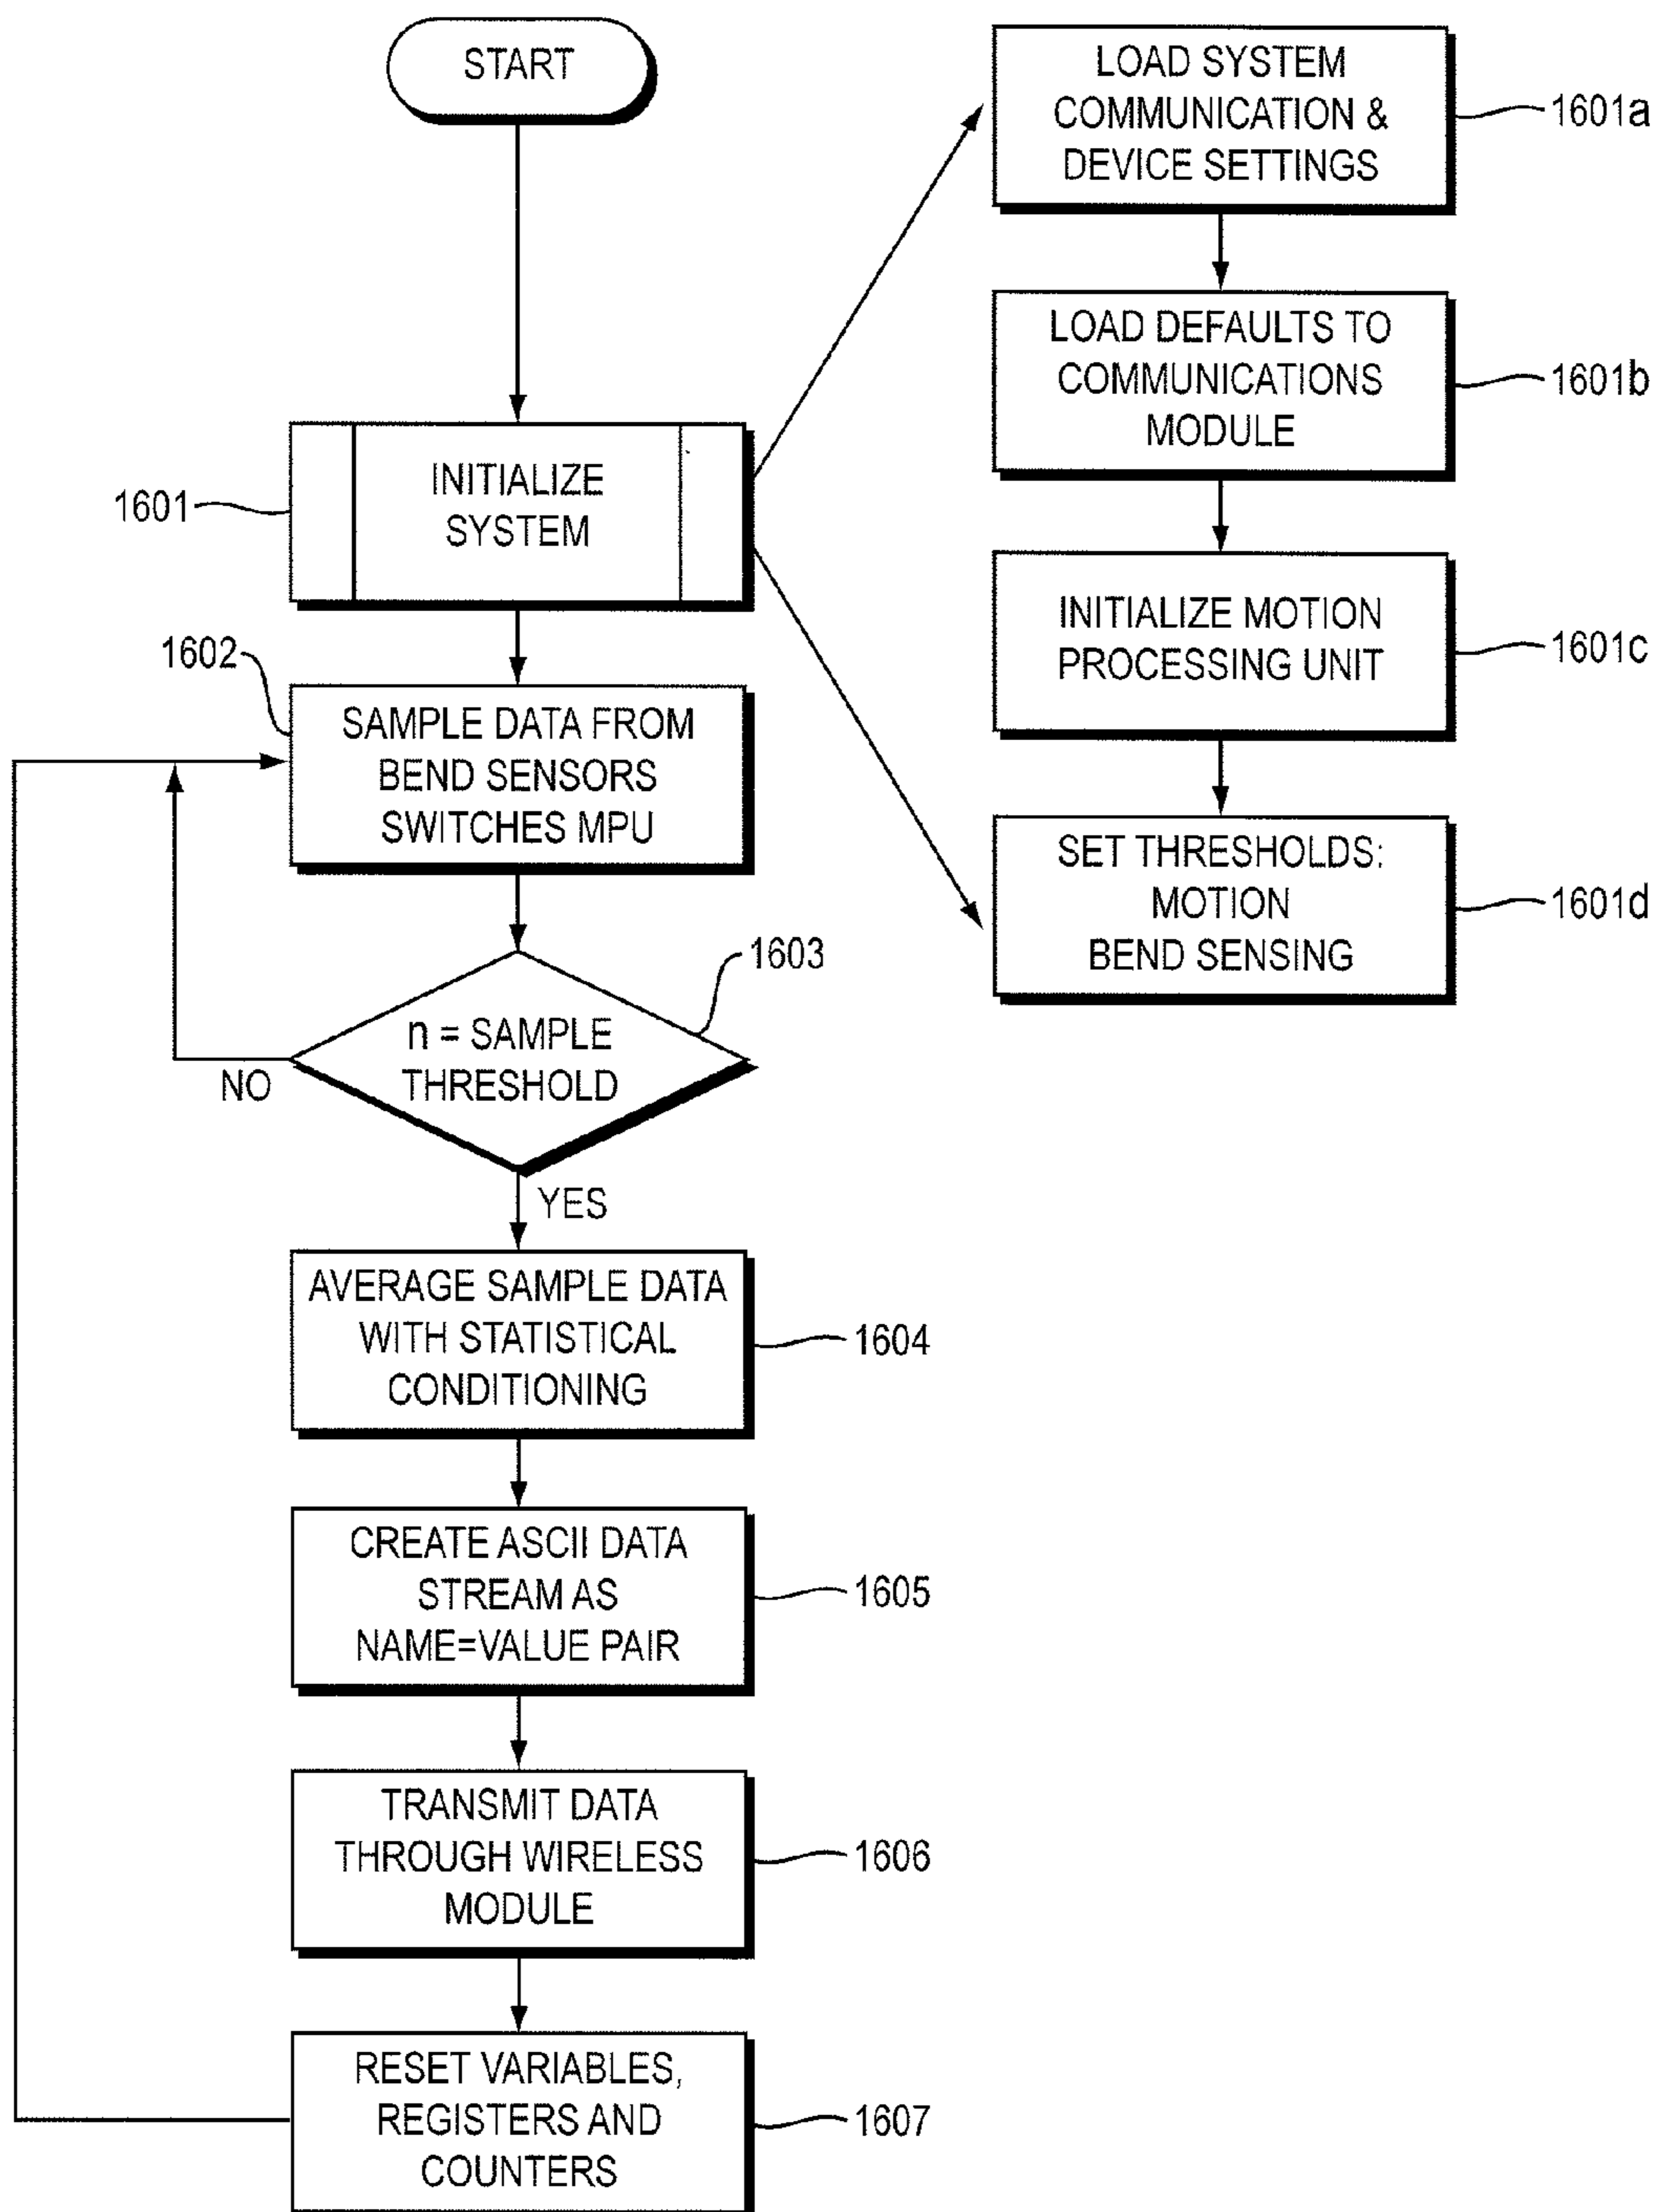 START
1601
INITIALIZE
SYSTEM
1602
SAMPLE DATA FROM
BEND SENSORS
SWITCHES MPU
1603
n = SAMPLE
THRESHOLD
NO
YES
AVERAGE SAMPLE DATA
WITH STATISTICAL
CONDITIONING
1604
CREATE ASCII DATA
STREAM AS
NAME=VALUE PAIR
1605
TRANSMIT DATA
THROUGH WIRELESS
MODULE
1606
RESET VARIABLES,
REGISTERS AND
COUNTERS
1607
LOAD SYSTEM
COMMUNICATION &
DEVICE SETTINGS
1601a
LOAD DEFAULTS TO
COMMUNICATIONS
MODULE
1601b
INITIALIZE MOTION
PROCESSING UNIT
1601c
SET THRESHOLDS:
MOTION
BEND SENSING
1601d